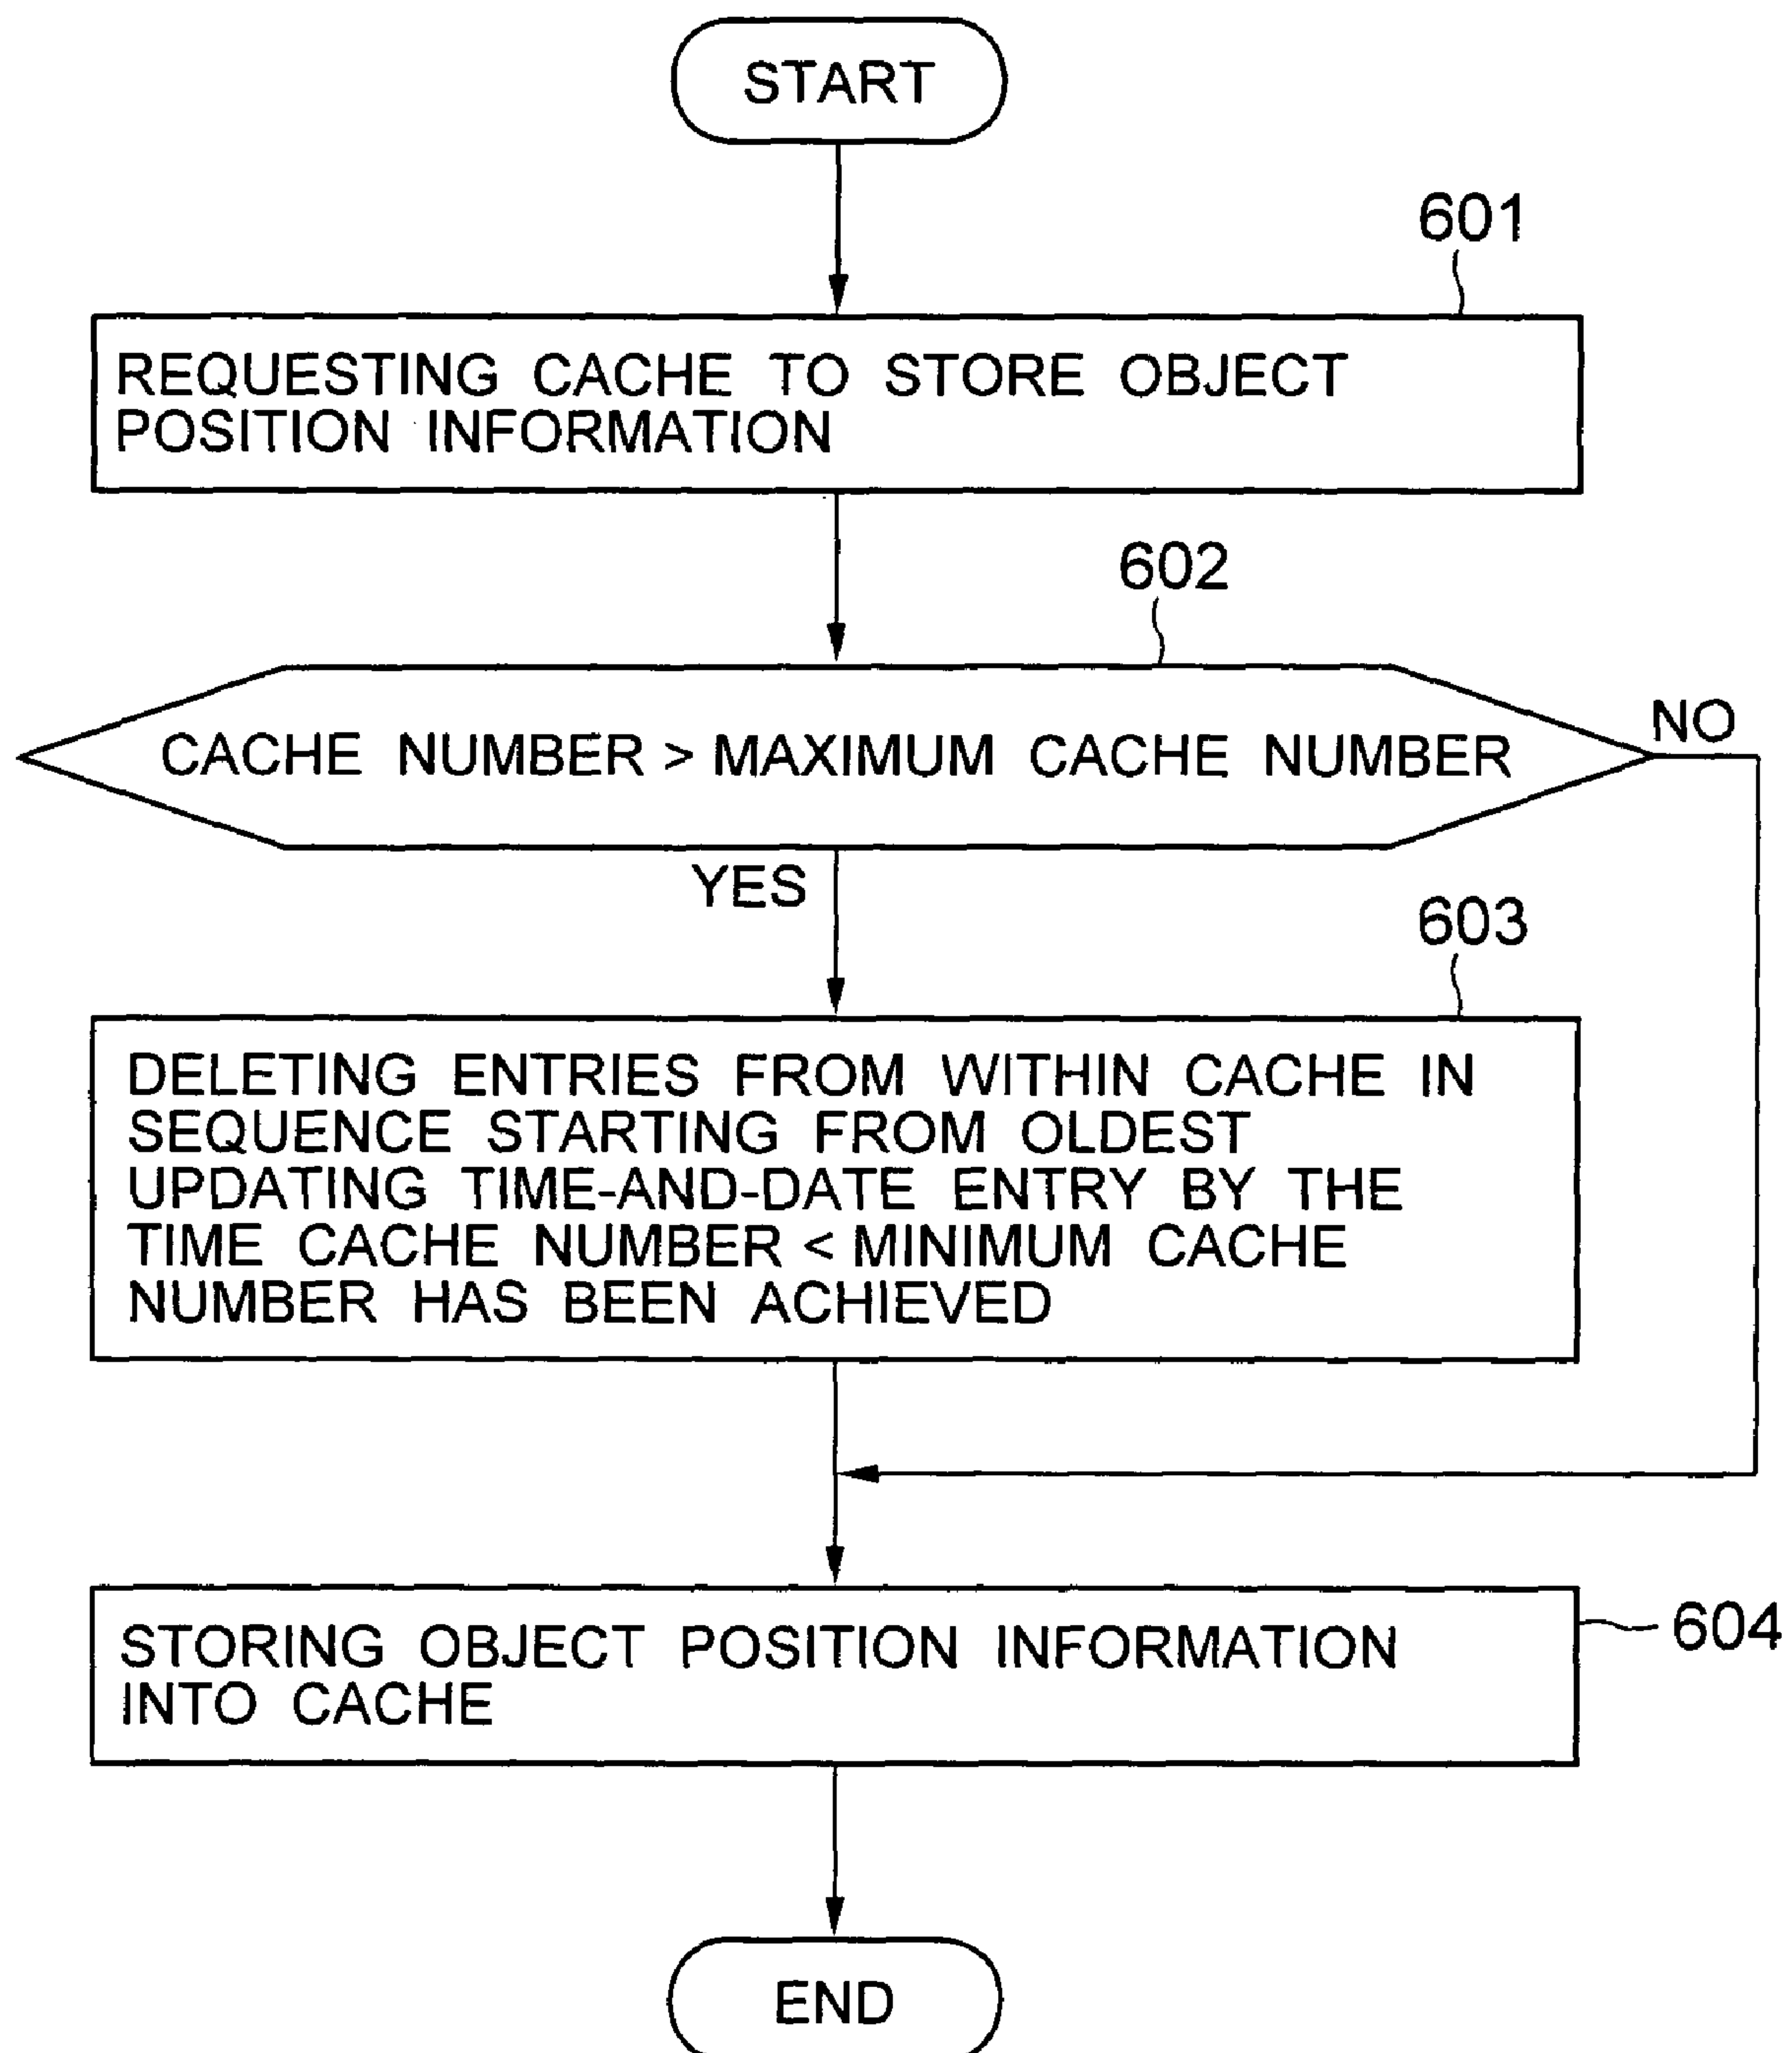 START
601
REQUESTING CACHE TO STORE OBJECT
POSITION INFORMATION
602
CACHE NUMBER > MAXIMUM CACHE NUMBER
NO
YES
603
DELETING ENTRIES FROM WITHIN CACHE IN
SEQUENCE STARTING FROM OLDEST
UPDATING TIME-AND-DATE ENTRY BY THE
TIME CACHE NUMBER < MINIMUM CACHE
NUMBER HAS BEEN ACHIEVED
STORING OBJECT POSITION INFORMATION
INTO CACHE
604
END